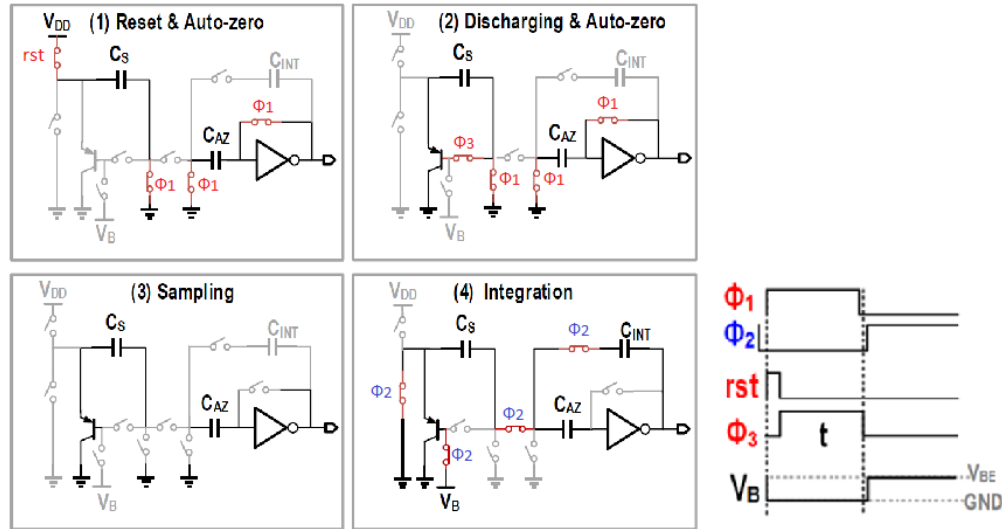 (1) Reset & Auto-zero
VDD
rst
CS
CINT
Φ1
CAZ
Φ1
Φ1
VB
(2) Discharging & Auto-zero
VDD
CS
CINT
Φ1
CAZ
Φ3
Φ1
Φ1
VB
(3) Sampling
VDD
CS
CINT
CAZ
VB
(4) Integration
VDD
CS
Φ2
CINT
Φ2
Φ2
CAZ
Φ2
VB
Φ1
Φ2
rst
Φ3
t
VB
VBE
GND